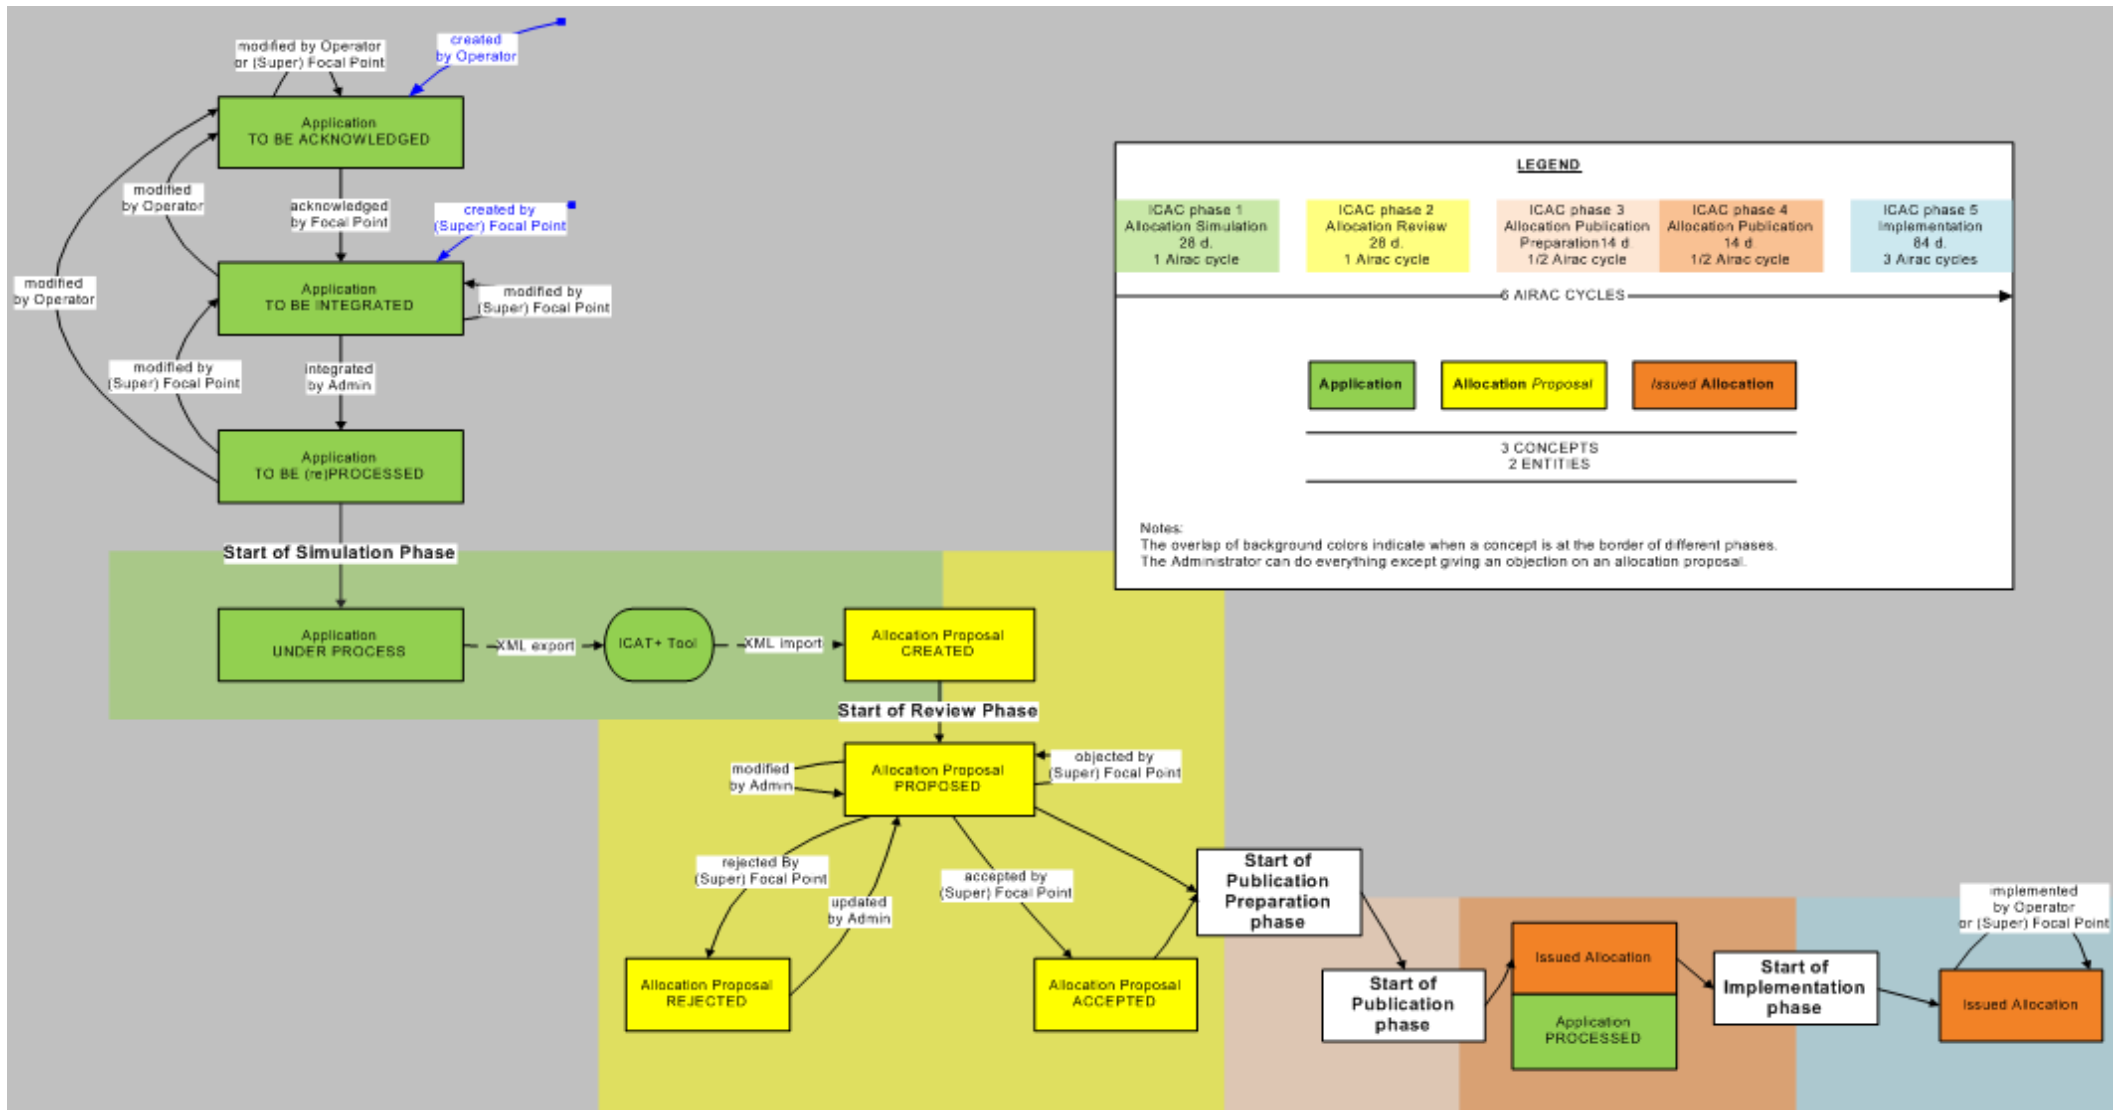 modified by Operator
or (Super) Focal Point
created
by Operator
Application
TO BE ACKNOWLEDGED
modified
by Operator
acknowledged
by Focal Point
created by
(Super) Focal Point
modified
by Operator
Application
TO BE INTEGRATED
modified by
(Super) Focal Point
modified by
(Super) Focal Point
integrated
by Admin
Application
TO BE (re)PROCESSED
Start of Simulation Phase
Application
UNDER PROCESS
XML export
ICAT+ Tool
XML import
Allocation Proposal
CREATED
Start of Review Phase
modified
by Admin
Allocation Proposal
PROPOSED
objected by
(Super) Focal Point
rejected By
(Super) Focal Point
updated
by Admin
accepted by
(Super) Focal Point
Allocation Proposal
REJECTED
Allocation Proposal
ACCEPTED
Start of
Publication
Preparation
phase
Start of
Publication
phase
Issued Allocation
Application
PROCESSED
Start of
Implementation
phase
implemented
by Operator
or (Super) Focal Point
Issued Allocation
LEGEND
ICAC phase 1
Allocation Simulation
28 d.
1 Airac cycle
ICAC phase 2
Allocation Review
28 d.
1 Airac cycle
ICAC phase 3
Allocation Publication
Preparation14 d
1/2 Airac cycle
ICAC phase 4
Allocation Publication
14 d
1/2 Airac cycle
ICAC phase 5
Implementation
84 d.
3 Airac cycles
6 AIRAC CYCLES
Application
Allocation Proposal
Issued Allocation
3 CONCEPTS
2 ENTITIES
Notes:
The overlap of background colors indicate when a concept is at the border of different phases.
The Administrator can do everything except giving an objection on an allocation proposal.